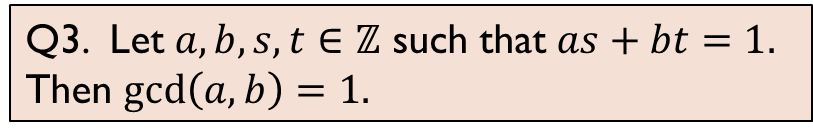 Q3. Let a, b, s, t ∈ ℤ such that as + bt = 1.
Then gcd(a, b) = 1.